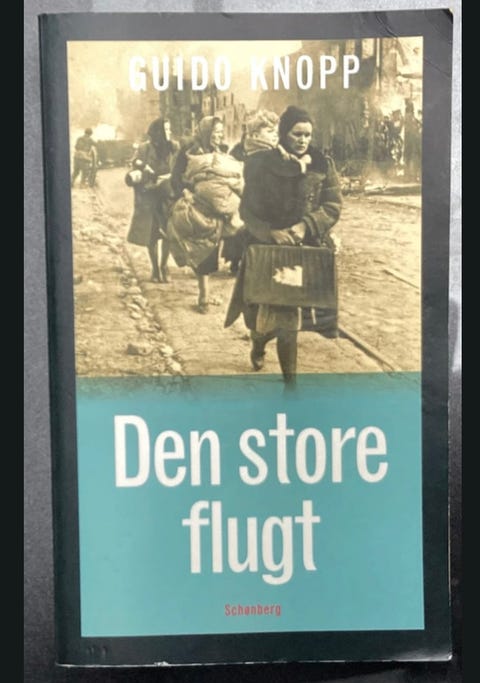 GUIDO KNOPP
Den store
flugt
Schønberg